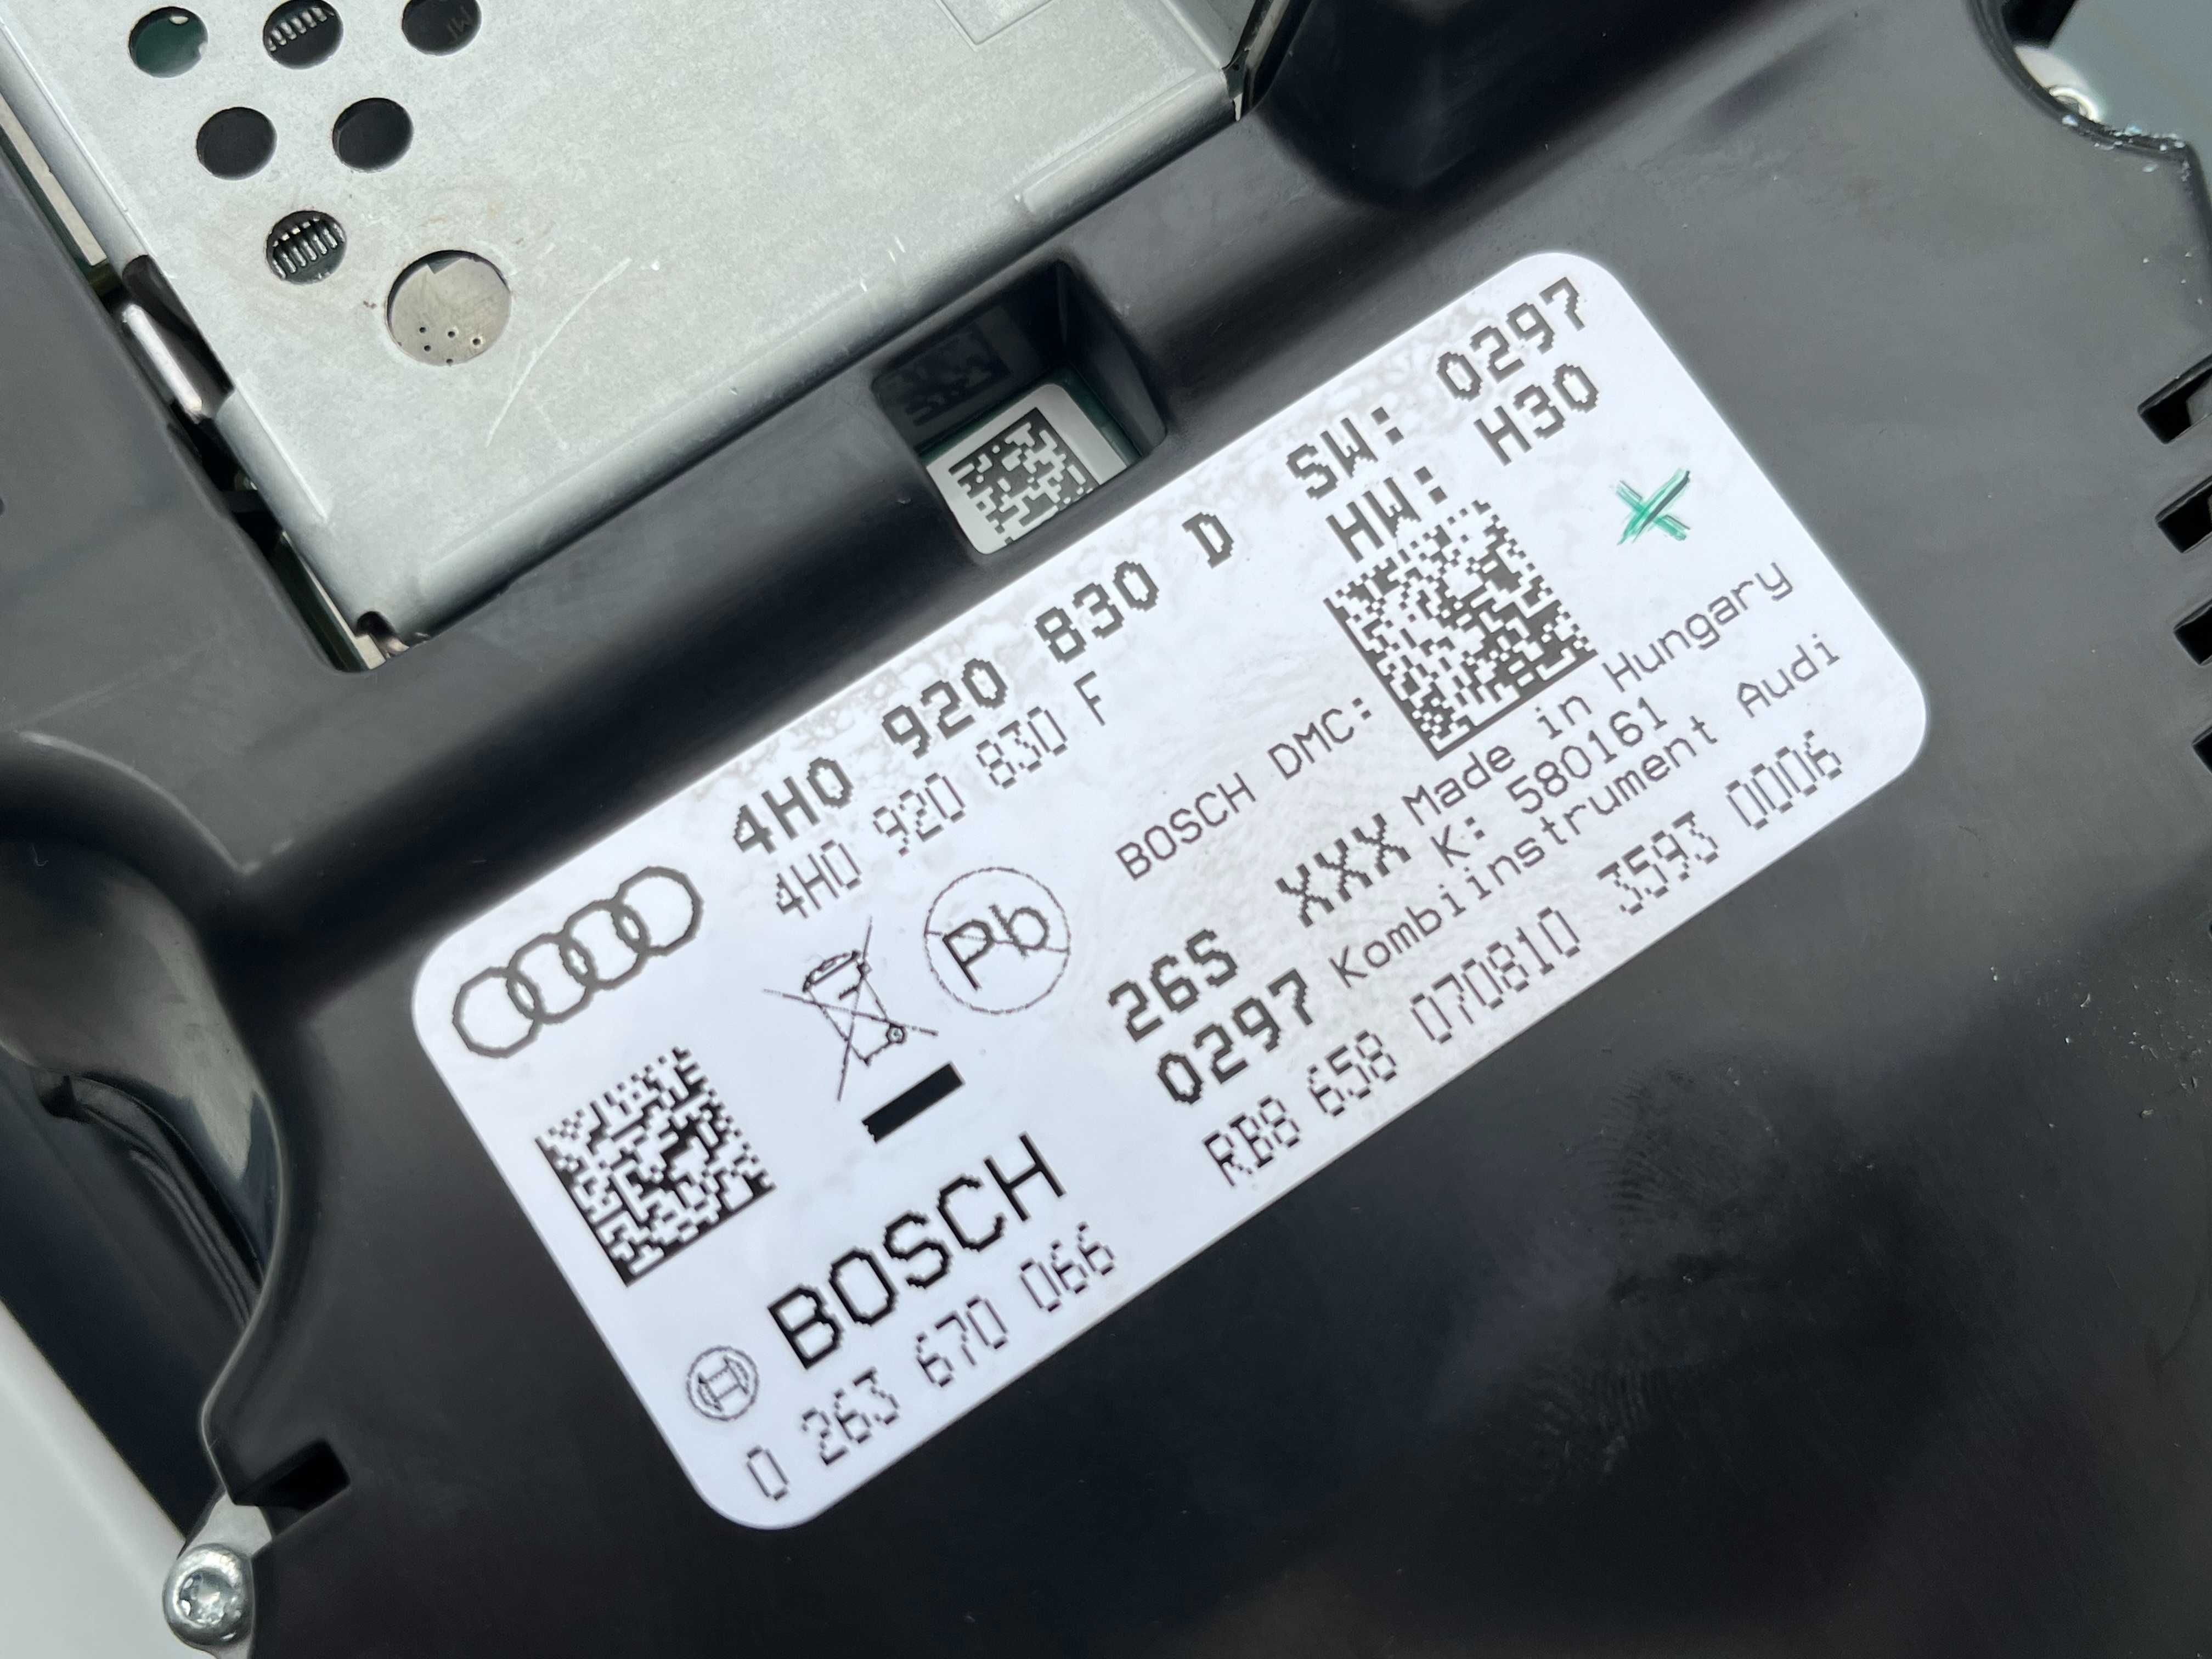 4H0 920 830 D SW: 0297
4H0 920 830 F HW: H30
Pb
BOSCH DMC:
26S XXX Made in Hungary
K: 580161
0297 Kombiinstrument Audi
RB8 658 070810 3593 0006
BOSCH
0 263 670 066